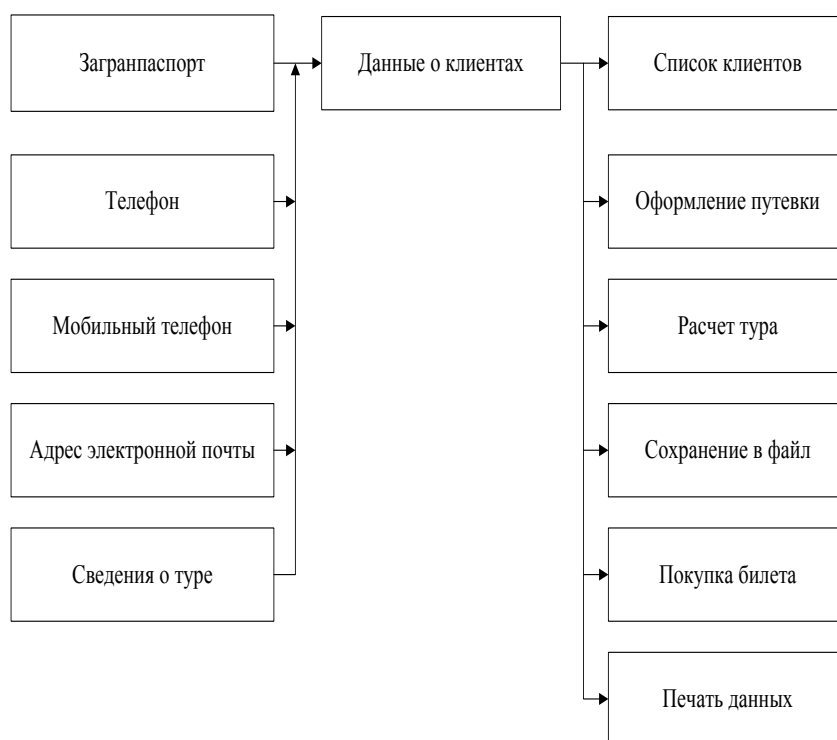 Загранпаспорт
Данные о клиентах
Список клиентов
Телефон
Оформление путевки
Мобильный телефон
Расчет тура
Адрес электронной почты
Сохранение в файл
Сведения о туре
Покупка билета
Печать данных